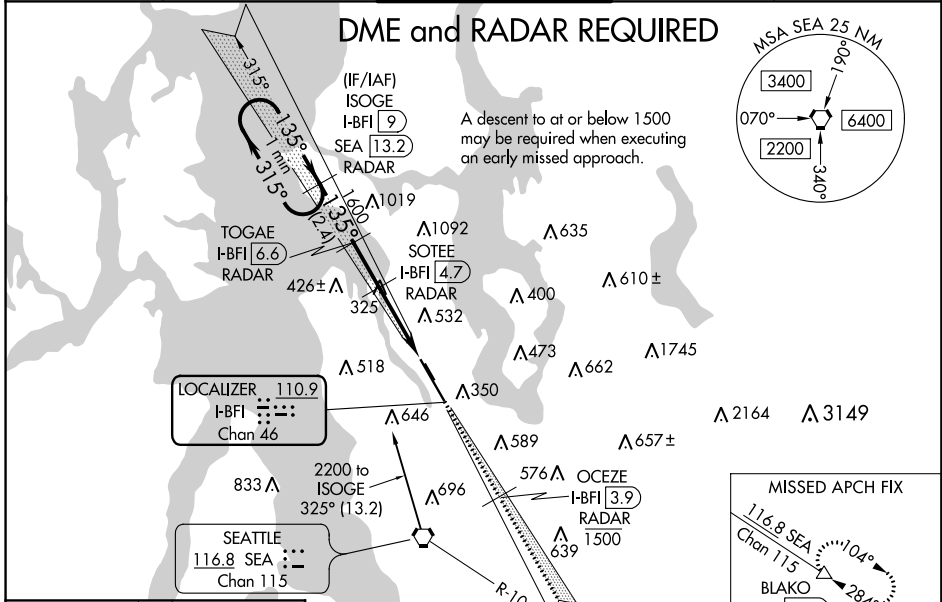 DME and RADAR REQUIRED
MSA SEA 25 NM
190°
3400
070°
6400
2200
340°
315°
(IF/IAF)
ISOGE
I-BFI 9
SEA 13.2
RADAR
A descent to at or below 1500
may be required when executing
an early missed approach.
135°
1 min
315°
1600
135°
(2.4)
1019
TOGAE
I-BFI 6.6
RADAR
1092
635
SOTEE
I-BFI 4.7
RADAR
426±
325
610±
400
532
473
1745
518
662
LOCALIZER 110.9
I-BFI
Chan 46
350
646
2164
3149
589
657±
2200 to
ISOGE
325° (13.2)
576
OCEZE
I-BFI 3.9
RADAR
1500
833
696
639
SEATTLE
116.8 SEA
Chan 115
R-10
MISSED APCH FIX
116.8 SEA
Chan 115
104°
284°
BLAKO